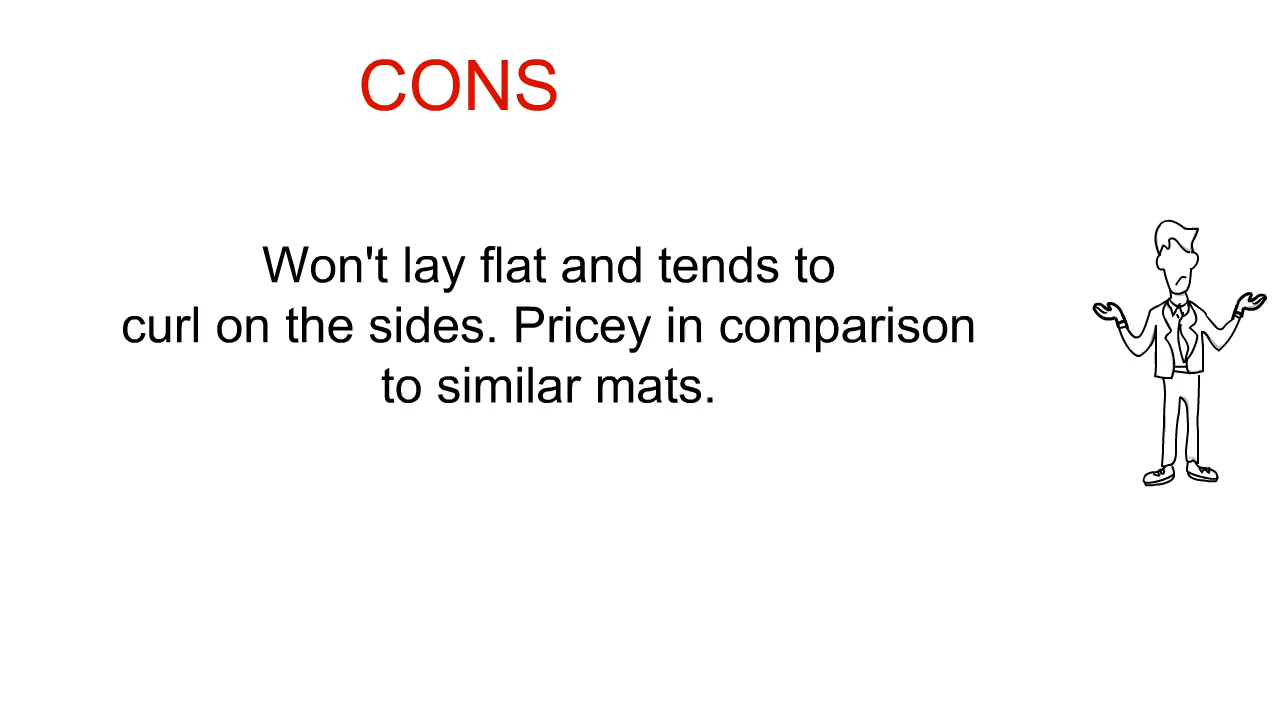 CONS
Won't lay flat and tends to
curl on the sides. Pricey in comparison
to similar mats.